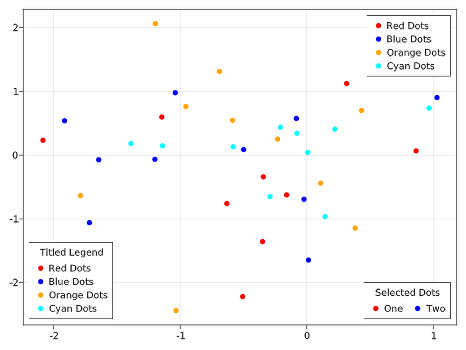 2
1
0
-1
-2
-2
-1
0
1
Red Dots
Blue Dots
Orange Dots
Cyan Dots
Titled Legend
Red Dots
Blue Dots
Orange Dots
Cyan Dots
Selected Dots
One Two